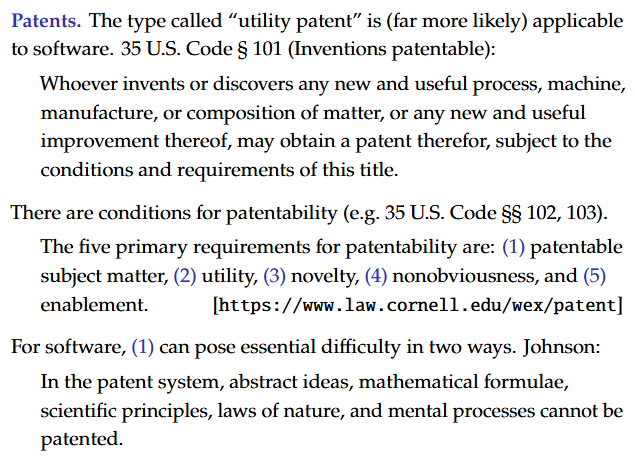 Patents. The type called “utility patent” is (far more likely) applicable
to software. 35 U.S. Code § 101 (Inventions patentable):
Whoever invents or discovers any new and useful process, machine,
manufacture, or composition of matter, or any new and useful
improvement thereof, may obtain a patent therefor, subject to the
conditions and requirements of this title.
There are conditions for patentability (e.g. 35 U.S. Code §§ 102, 103).
The five primary requirements for patentability are: (1) patentable
subject matter, (2) utility, (3) novelty, (4) nonobviousness, and (5)
enablement. [https://www.law.cornell.edu/wex/patent]
For software, (1) can pose essential difficulty in two ways. Johnson:
In the patent system, abstract ideas, mathematical formulae,
scientific principles, laws of nature, and mental processes cannot be
patented.